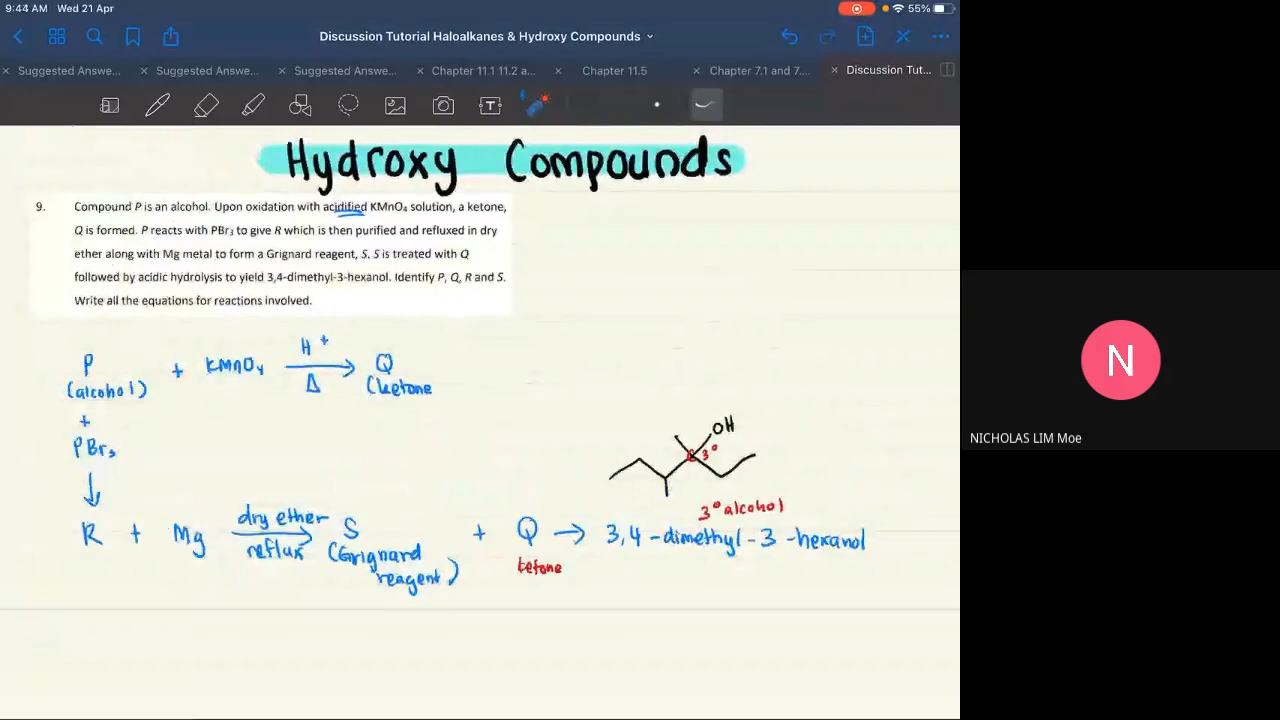 9:44 AM Wed 21 Apr
55%
Discussion Tutorial Haloalkanes & Hydroxy Compounds
Suggested Answe...
Suggested Answe...
Suggested Answe...
Chapter 11.1 11.2 a...
Chapter 11.5
Chapter 7.1 and 7....
Discussion Tut...
Hydroxy Compounds
9. Compound P is an alcohol. Upon oxidation with acidified KMnO₄ solution, a ketone,
Q is formed. P reacts with PBr₃ to give R which is then purified and refluxed in dry
ether along with Mg metal to form a Grignard reagent, S. S is treated with Q
followed by acidic hydrolysis to yield 3,4-dimethyl-3-hexanol. Identify P, Q, R and S.
Write all the equations for reactions involved.
H⁺
P + KMnO₄ → Q
(alcohol) Δ (ketone
+
PBr₃
OH
C 3°
3° alcohol
dry ether
R + Mg → S + Q → 3,4-dimethyl-3-hexanol
reflux (Grignard
reagent)
ketone
N
NICHOLAS LIM Moe